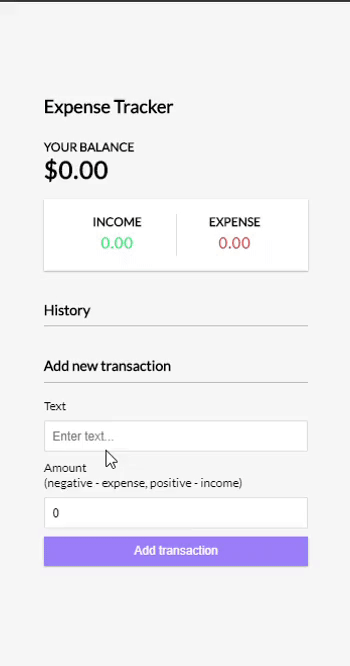 Expense Tracker
YOUR BALANCE
$0.00
INCOME EXPENSE
0.00 0.00
History
Add new transaction
Text
Enter text...
Amount
(negative - expense, positive - income)
0
Add transaction